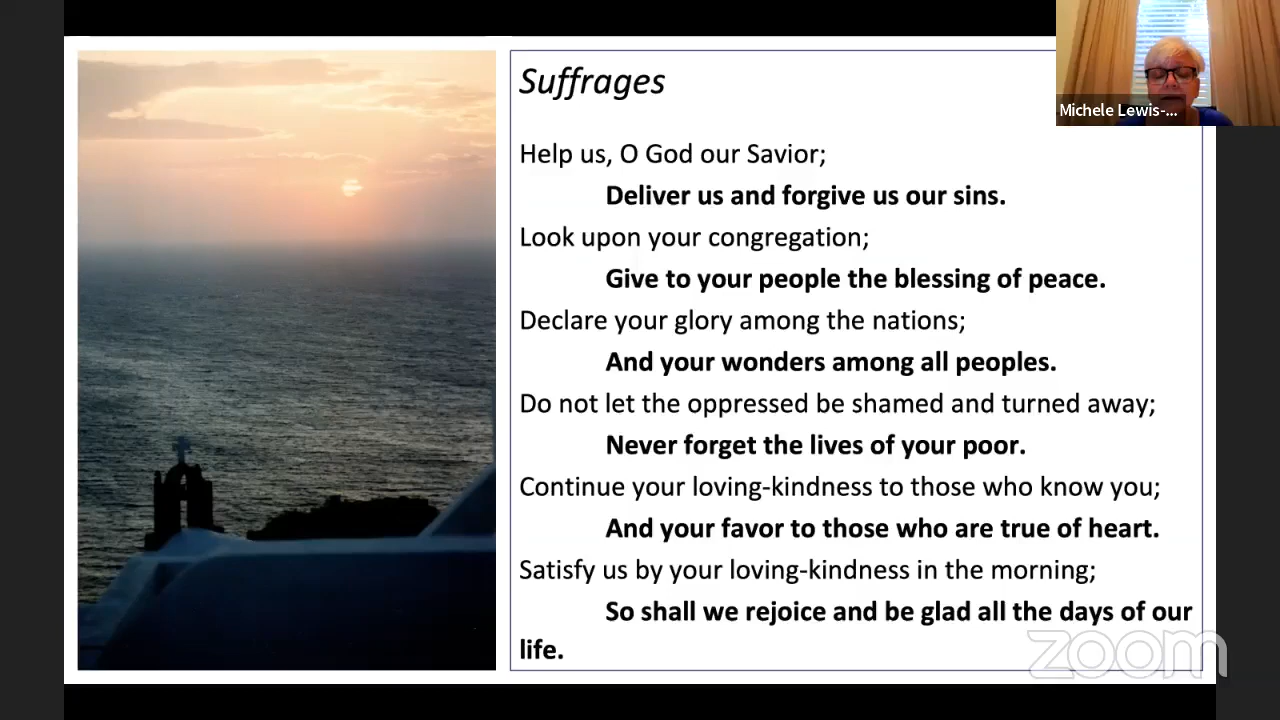 Suffrages
Michele Lewis-...
Help us, O God our Savior;
Deliver us and forgive us our sins.
Look upon your congregation;
Give to your people the blessing of peace.
Declare your glory among the nations;
And your wonders among all peoples.
Do not let the oppressed be shamed and turned away;
Never forget the lives of your poor.
Continue your loving-kindness to those who know you;
And your favor to those who are true of heart.
Satisfy us by your loving-kindness in the morning;
So shall we rejoice and be glad all the days of our
life.
zoom